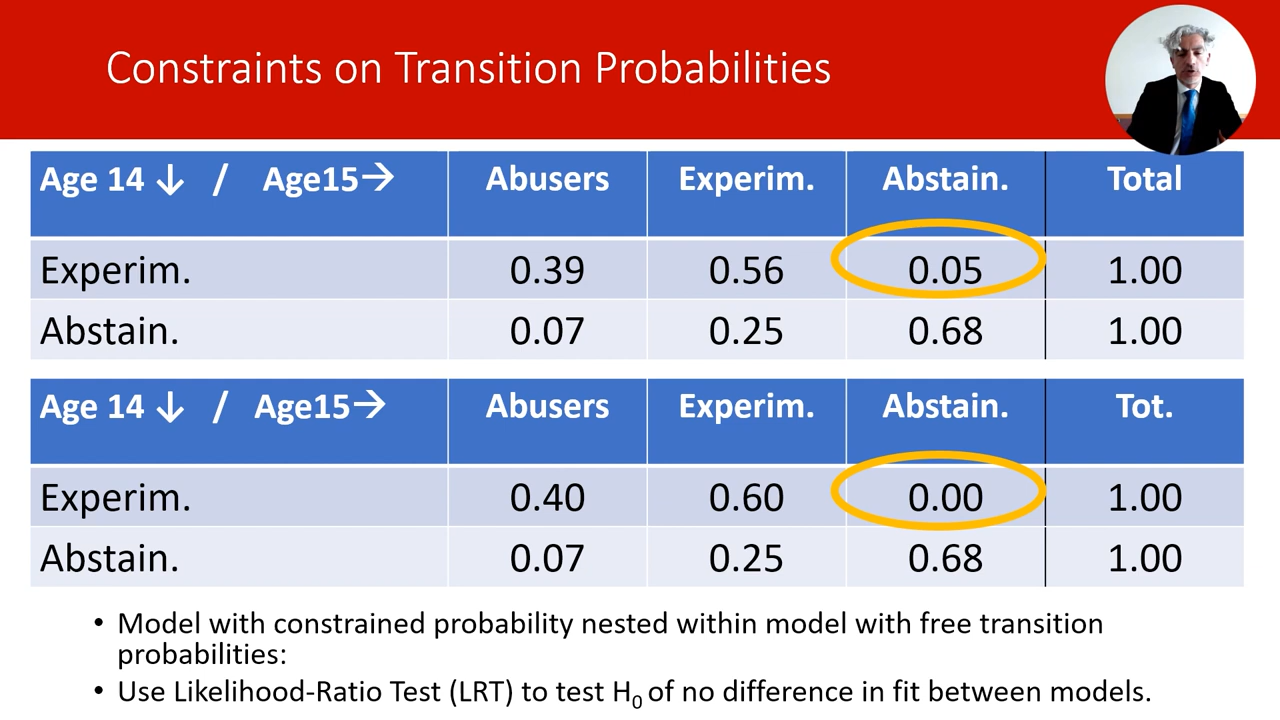 Constraints on Transition Probabilities
Age 14 ↓ / Age15→ Abusers Experim. Abstain. Total
Experim. 0.39 0.56 0.05 1.00
Abstain. 0.07 0.25 0.68 1.00
Age 14 ↓ / Age15→ Abusers Experim. Abstain. Tot.
Experim. 0.40 0.60 0.00 1.00
Abstain. 0.07 0.25 0.68 1.00
• Model with constrained probability nested within model with free transition
probabilities:
• Use Likelihood-Ratio Test (LRT) to test H0 of no difference in fit between models.